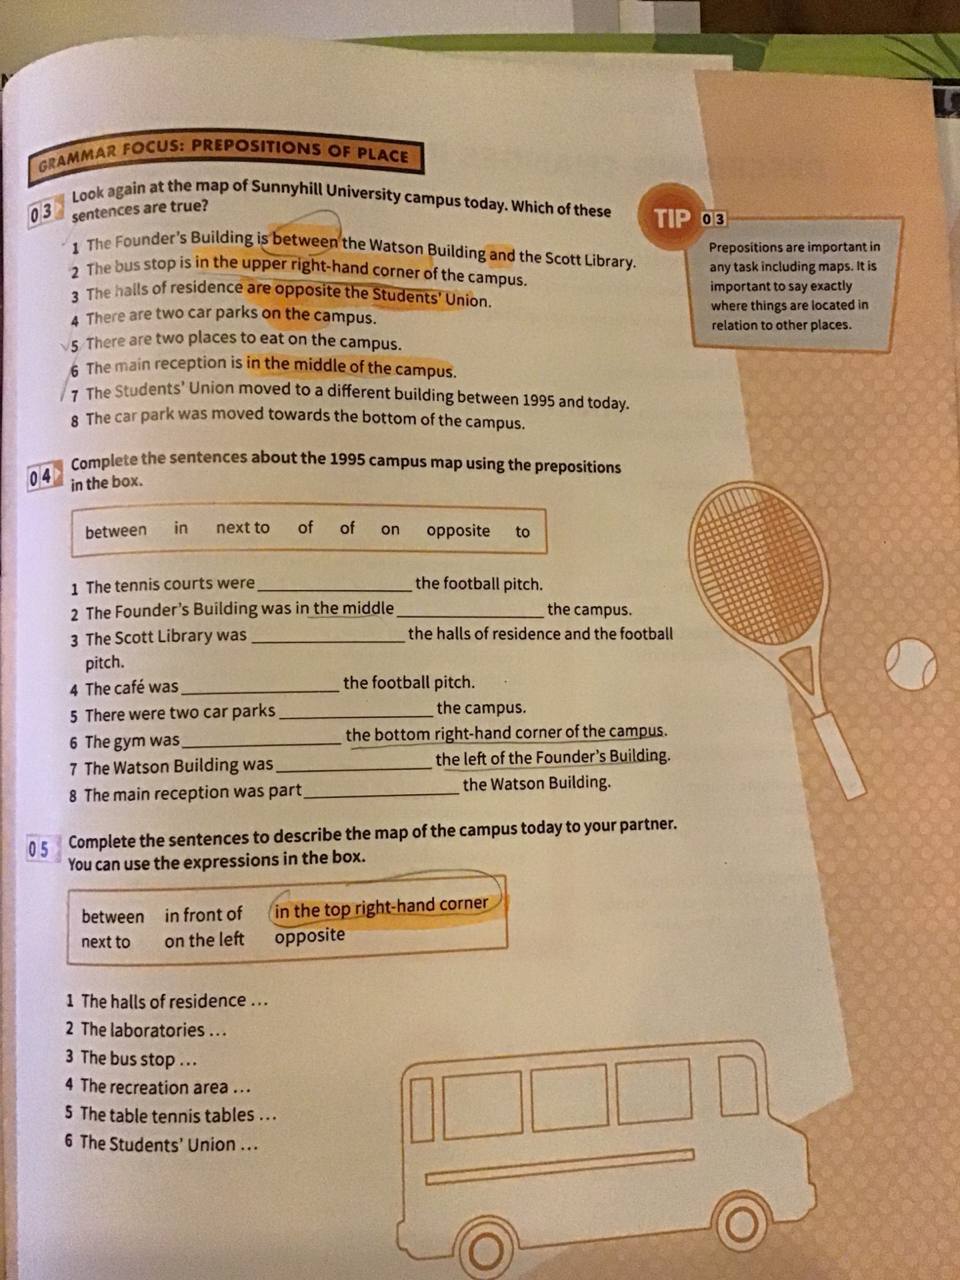 GRAMMAR FOCUS: PREPOSITIONS OF PLACE
03 Look again at the map of Sunnyhill University campus today. Which of these
sentences are true?
1 The Founder's Building is between the Watson Building and the Scott Library.
2 The bus stop is in the upper right-hand corner of the campus.
3 The halls of residence are opposite the Students' Union.
4 There are two car parks on the campus.
5 There are two places to eat on the campus.
6 The main reception is in the middle of the campus.
7 The Students' Union moved to a different building between 1995 and today.
8 The car park was moved towards the bottom of the campus.
TIP 03
Prepositions are important in
any task including maps. It is
important to say exactly
where things are located in
relation to other places.
04 Complete the sentences about the 1995 campus map using the prepositions
in the box.
between in next to of of on opposite to
1 The tennis courts were ______________ the football pitch.
2 The Founder's Building was in the middle ______________ the campus.
3 The Scott Library was ______________ the halls of residence and the football
pitch.
4 The café was ______________ the football pitch.
5 There were two car parks ______________ the campus.
6 The gym was ______________ the bottom right-hand corner of the campus.
7 The Watson Building was ______________ the left of the Founder's Building.
8 The main reception was part ______________ the Watson Building.
05 Complete the sentences to describe the map of the campus today to your partner.
You can use the expressions in the box.
between in front of in the top right-hand corner
next to on the left opposite
1 The halls of residence ...
2 The laboratories ...
3 The bus stop ...
4 The recreation area ...
5 The table tennis tables ...
6 The Students' Union ...